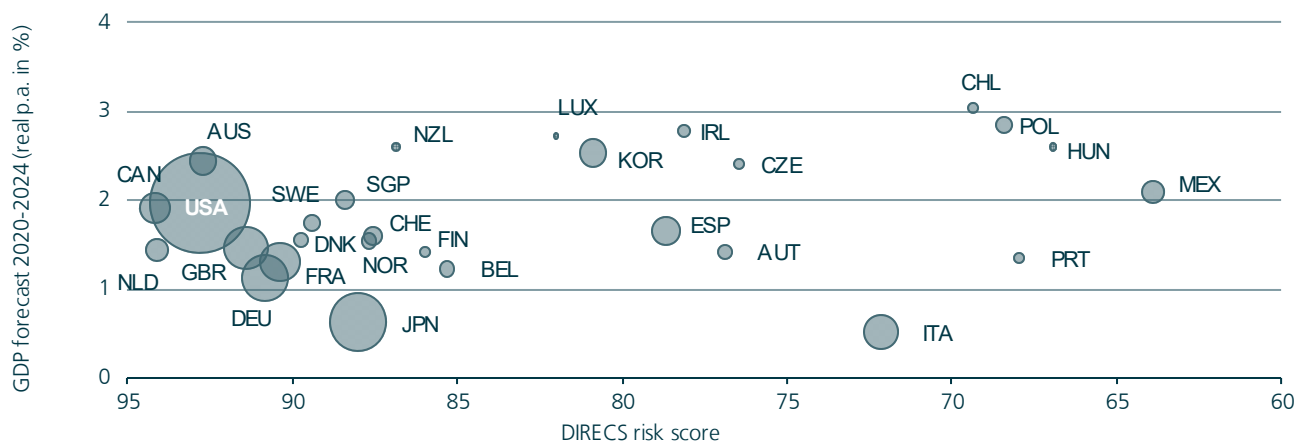 GDP forecast 2020-2024 (real p.a. in %)
4
3
2
1
0
CHL
LUX
AUS
NZL
IRL
POL
KOR
HUN
CZE
CAN
SWE
SGP
MEX
USA
CHE
ESP
DNK
FIN
AUT
NOR
PRT
NLD
GBR
FRA
BEL
DEU
JPN
ITA
95
90
85
80
75
70
65
60
DIRECS risk score